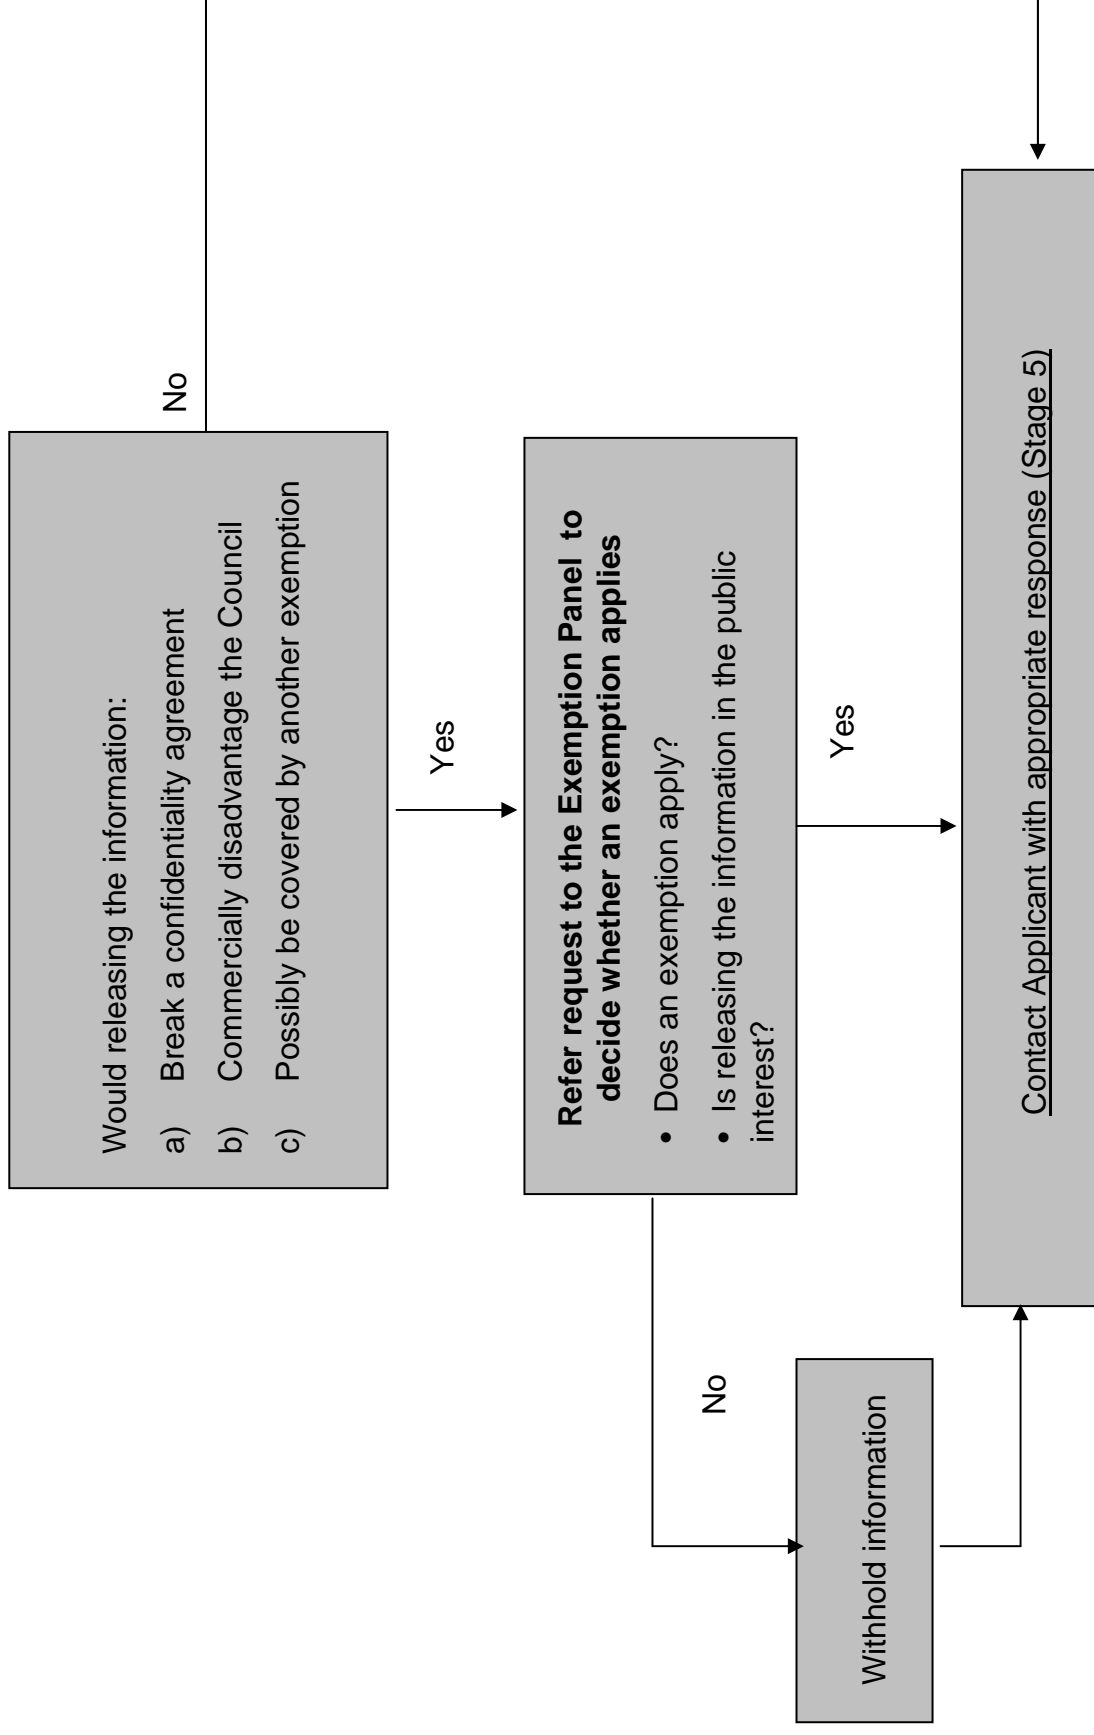 Would releasing the information:
a) Break a confidentiality agreement
b) Commercially disadvantage the Council
c) Possibly be covered by another exemption
No
Yes
Refer request to the Exemption Panel to
decide whether an exemption applies
• Does an exemption apply?
• Is releasing the information in the public
interest?
No
Yes
Withhold information
Contact Applicant with appropriate response (Stage 5)